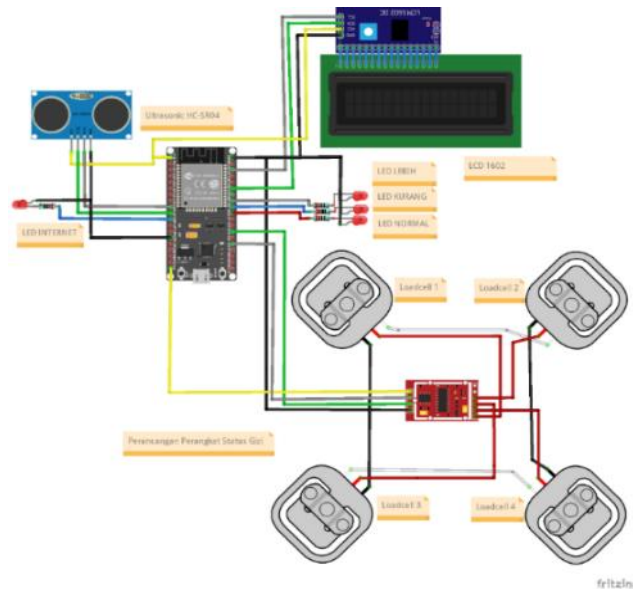 Ultrasonic HC-SR04
LCD 1602
LED LEBIH
LED KURANG
LED NORMAL
LED INTERNET
Loadcell 1
Loadcell 2
Perancangan Perangkat Status Gizi
Loadcell 3
Loadcell 4
fritzin